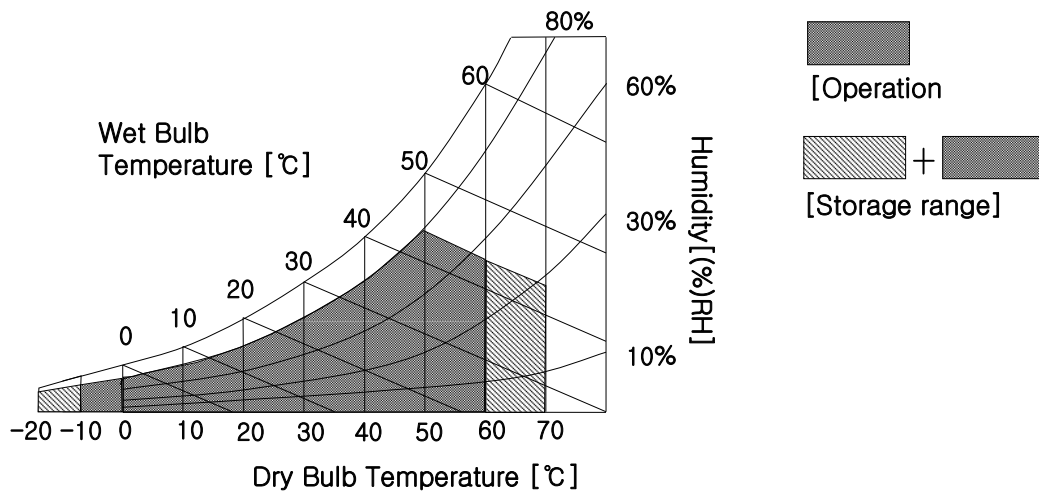 80%
60
60%
[Operation
Wet Bulb
Temperature [℃]
50
Humidity[(%)RH]
[Storage range]
+
40
30%
30
20
10
0
10%
-20 -10 0 10 20 30 40 50 60 70
Dry Bulb Temperature [℃]